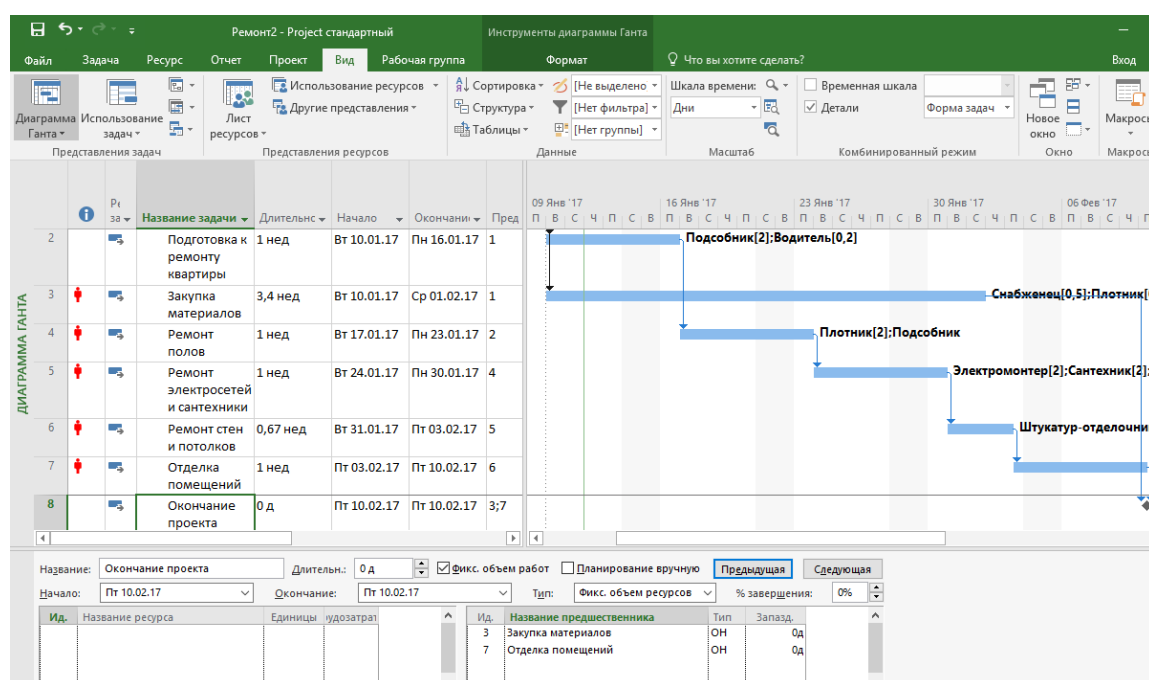 Ремонт2 - Project стандартный
Инструменты диаграммы Ганта
Файл Задача Ресурс Отчет Проект Вид Рабочая группа Формат Что вы хотите сделать? Вход
Диаграмма Ганта
Использование задач
Лист ресурсов
Использование ресурсов
Другие представления
Сортировка
Структура
Таблицы
[Не выделено]
[Нет фильтра]
[Нет группы]
Шкала времени:
Дни
Временная шкала
Детали
Форма задач
Новое окно
Макросы
Представления задач Представления ресурсов Данные Масштаб Комбинированный режим Окно Макросы
Название задачи Длительнс Начало Окончани Пред
09 Янв '17 16 Янв '17 23 Янв '17 30 Янв '17 06 Фев '17
П В С Ч П С В П В С Ч П С В П В С Ч П С В П В С Ч П С В П В С Ч П
ДИАГРАММА ГАНТА
2 Подготовка к 1 нед Вт 10.01.17 Пн 16.01.17 1 Подсобник[2];Водитель[0,2]
ремонту
квартиры
3 Закупка 3,4 нед Вт 10.01.17 Ср 01.02.17 1 Снабженец[0,5];Плотник[
материалов
4 Ремонт 1 нед Вт 17.01.17 Пн 23.01.17 2 Плотник[2];Подсобник
полов
5 Ремонт 1 нед Вт 24.01.17 Пн 30.01.17 4 Электромонтер[2];Сантехник[2];
электросетей
и сантехники
6 Ремонт стен 0,67 нед Вт 31.01.17 Пт 03.02.17 5 Штукатур-отделочни
и потолков
7 Отделка 1 нед Пт 03.02.17 Пт 10.02.17 6
помещений
8 Окончание 0 д Пт 10.02.17 Пт 10.02.17 3;7
проекта
Название: Окончание проекта Длительн.: 0 д Фикс. объем работ Планирование вручную Предыдущая Следующая
Начало: Пт 10.02.17 Окончание: Пт 10.02.17 Тип: Фикс. объем ресурсов % завершения: 0%
Ид. Название ресурса Единицы удозатрат Ид. Название предшественника Тип Запазд.
3 Закупка материалов ОН 0д
7 Отделка помещений ОН 0д